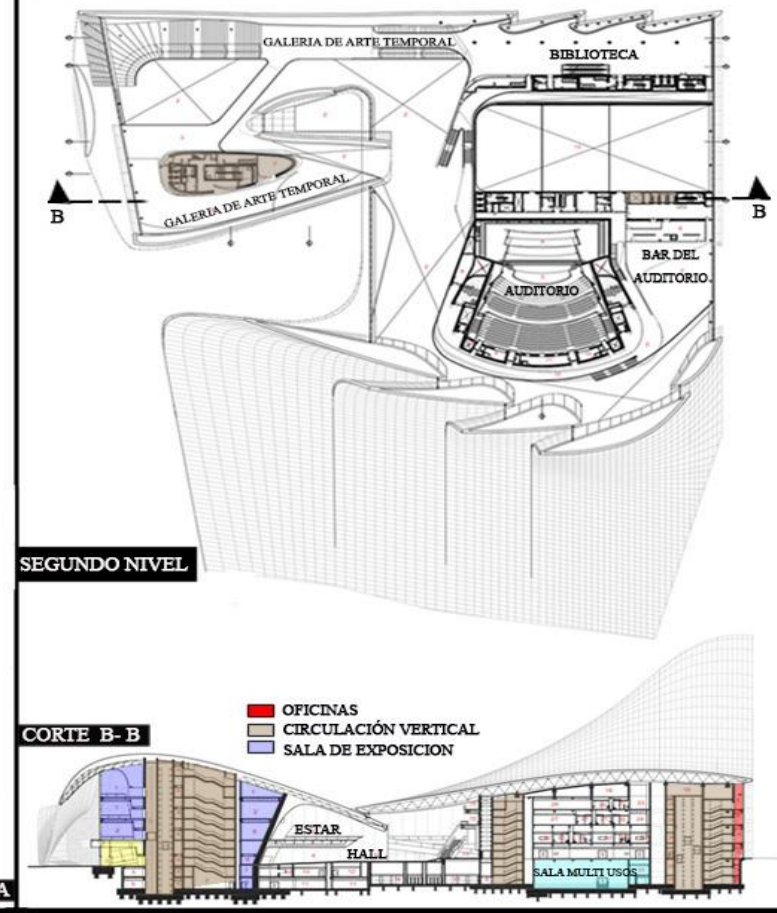 GALERIA DE ARTE TEMPORAL
BIBLIOTECA
GALERIA DE ARTE TEMPORAL
B
B
BAR DEL
AUDITORIO
AUDITORIO
SEGUNDO NIVEL
OFICINAS
CIRCULACIÓN VERTICAL
SALA DE EXPOSICION
CORTE B- B
ESTAR
HALL
SALA MULTI USOS
A